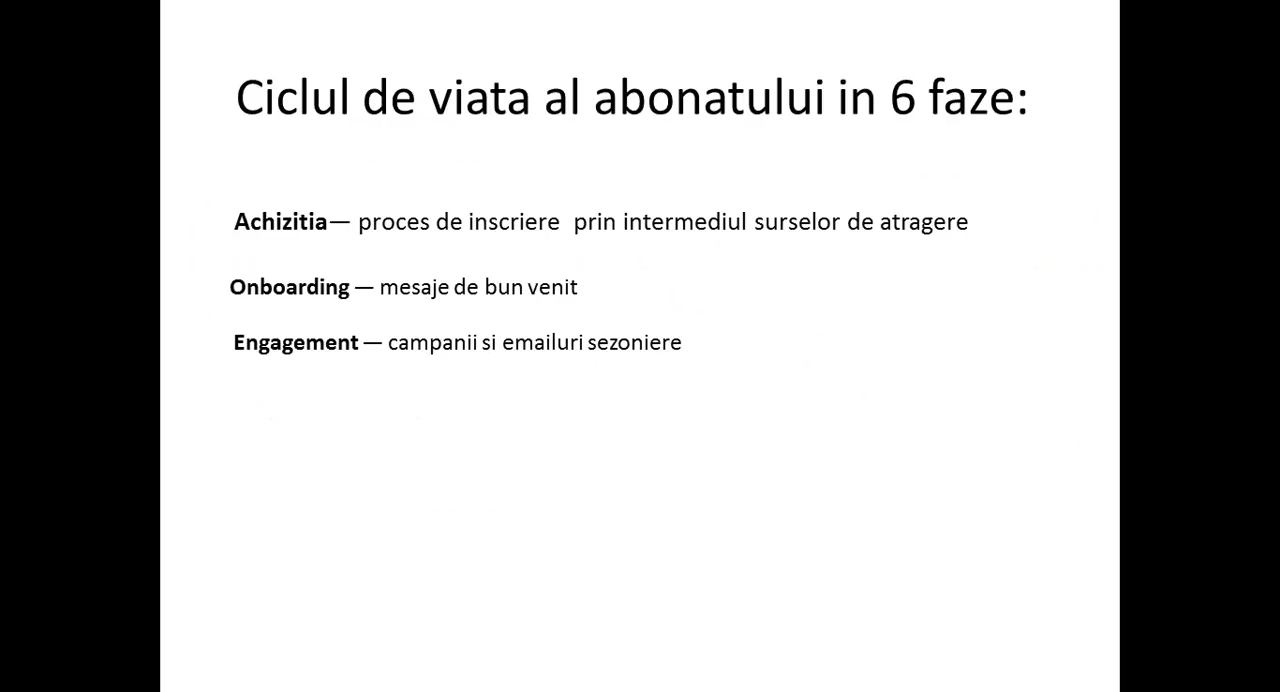 Ciclul de viata al abonatului in 6 faze:
Achizitia— proces de inscriere  prin intermediul surselor de atragere
Onboarding — mesaje de bun venit
Engagement — campanii si emailuri sezoniere